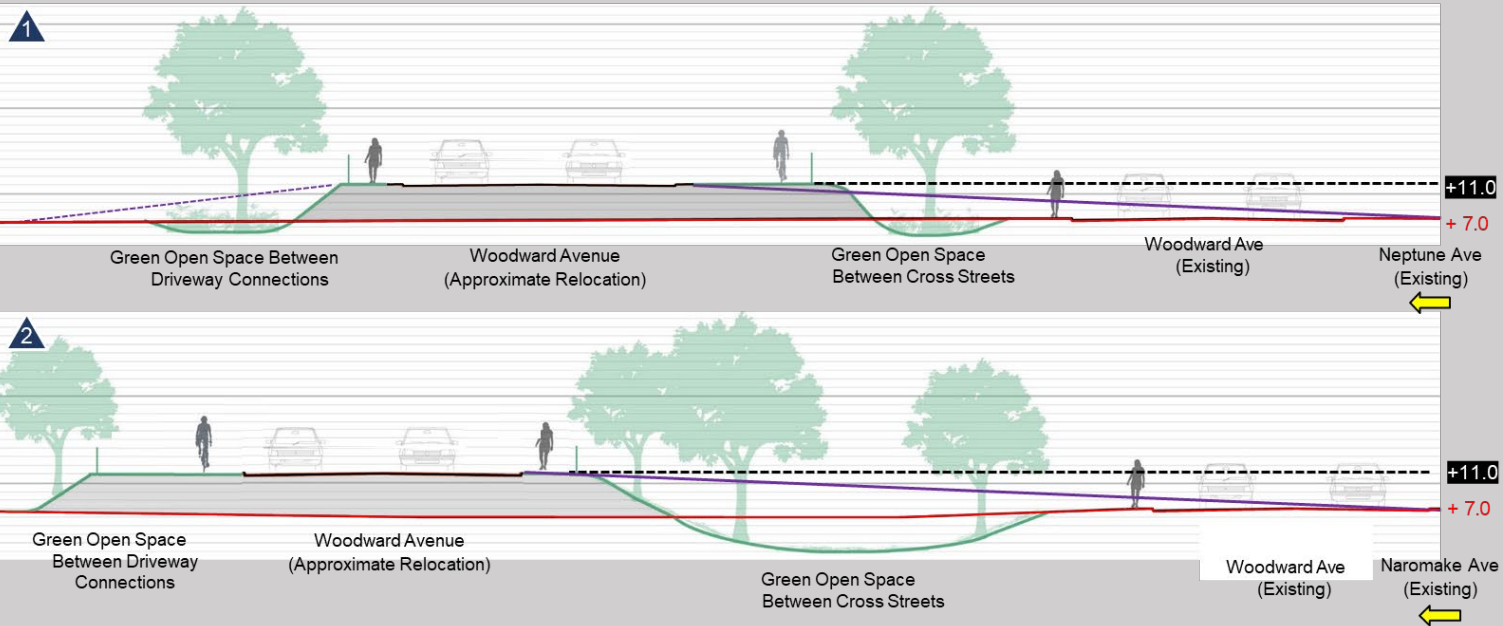 1
+11.0
+ 7.0
Green Open Space Between
Driveway Connections
Woodward Avenue
(Approximate Relocation)
Green Open Space
Between Cross Streets
Woodward Ave
(Existing)
Neptune Ave
(Existing)
2
+11.0
+ 7.0
Green Open Space
Between Driveway
Connections
Woodward Avenue
(Approximate Relocation)
Green Open Space
Between Cross Streets
Woodward Ave
(Existing)
Naromake Ave
(Existing)